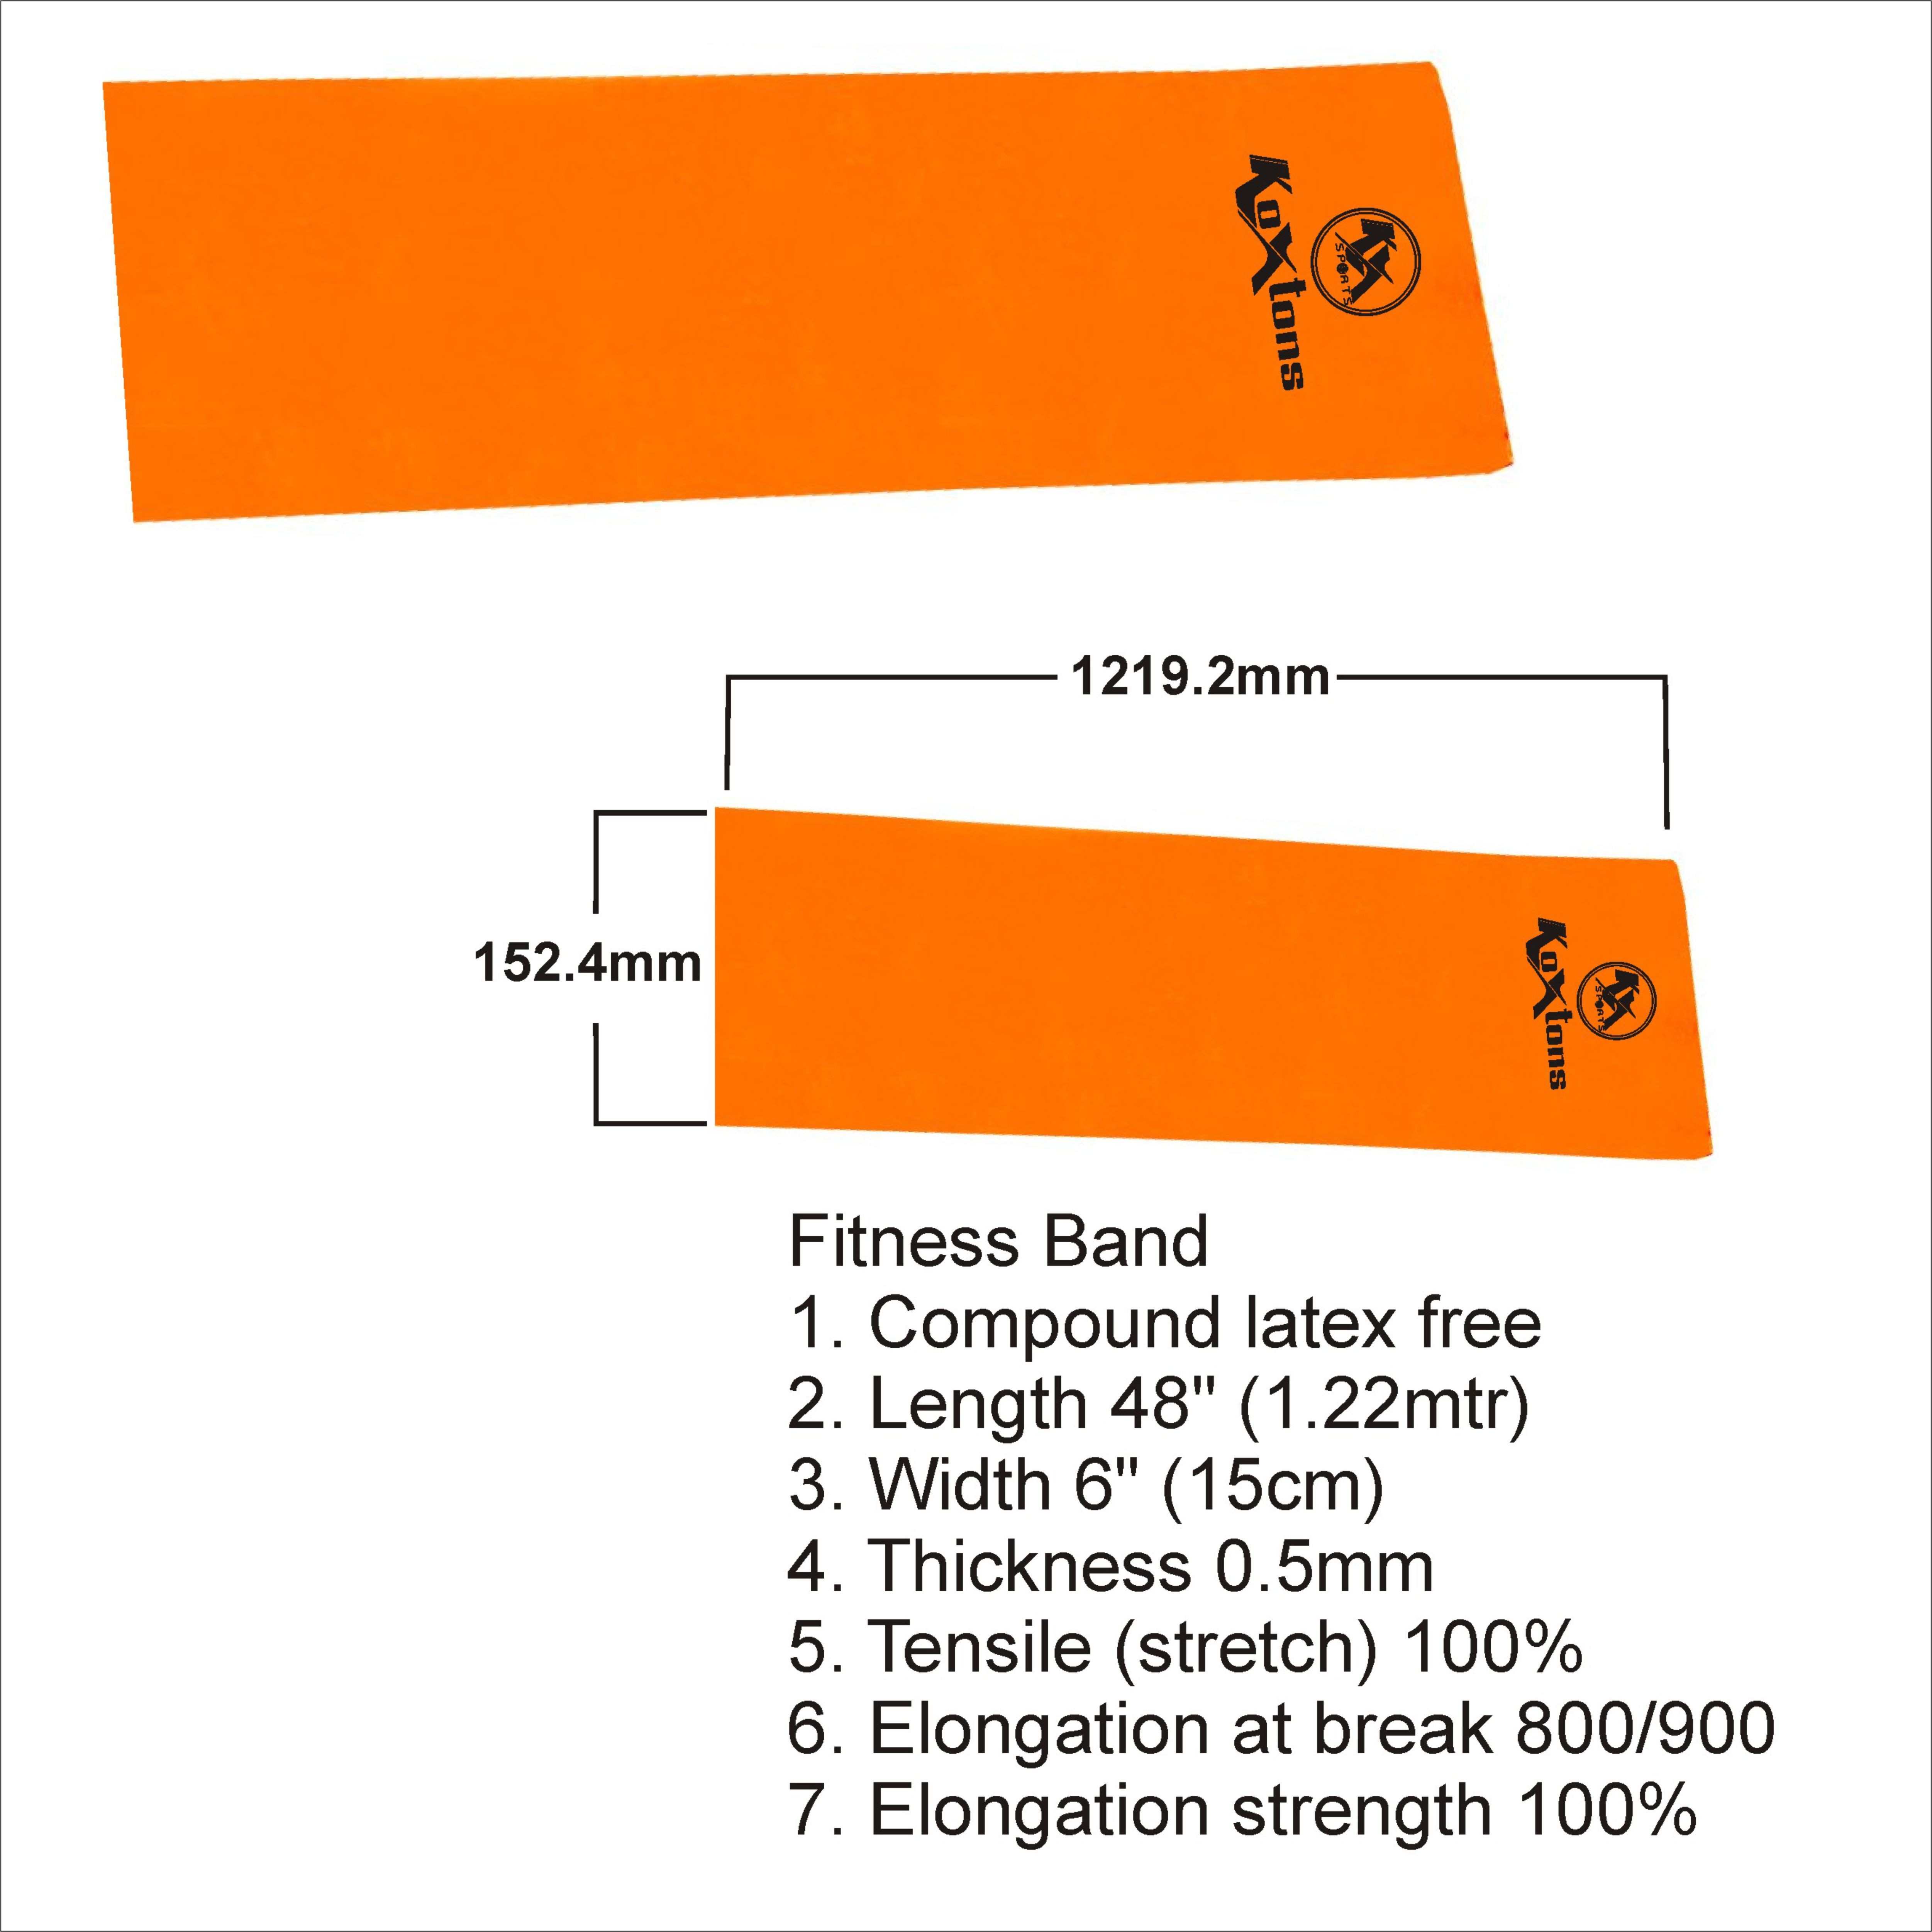 Koxtons
SPORTS
1219.2mm
152.4mm
Koxtons
SPORTS
Fitness Band
1. Compound latex free
2. Length 48" (1.22mtr)
3. Width 6" (15cm)
4. Thickness 0.5mm
5. Tensile (stretch) 100%
6. Elongation at break 800/900
7. Elongation strength 100%